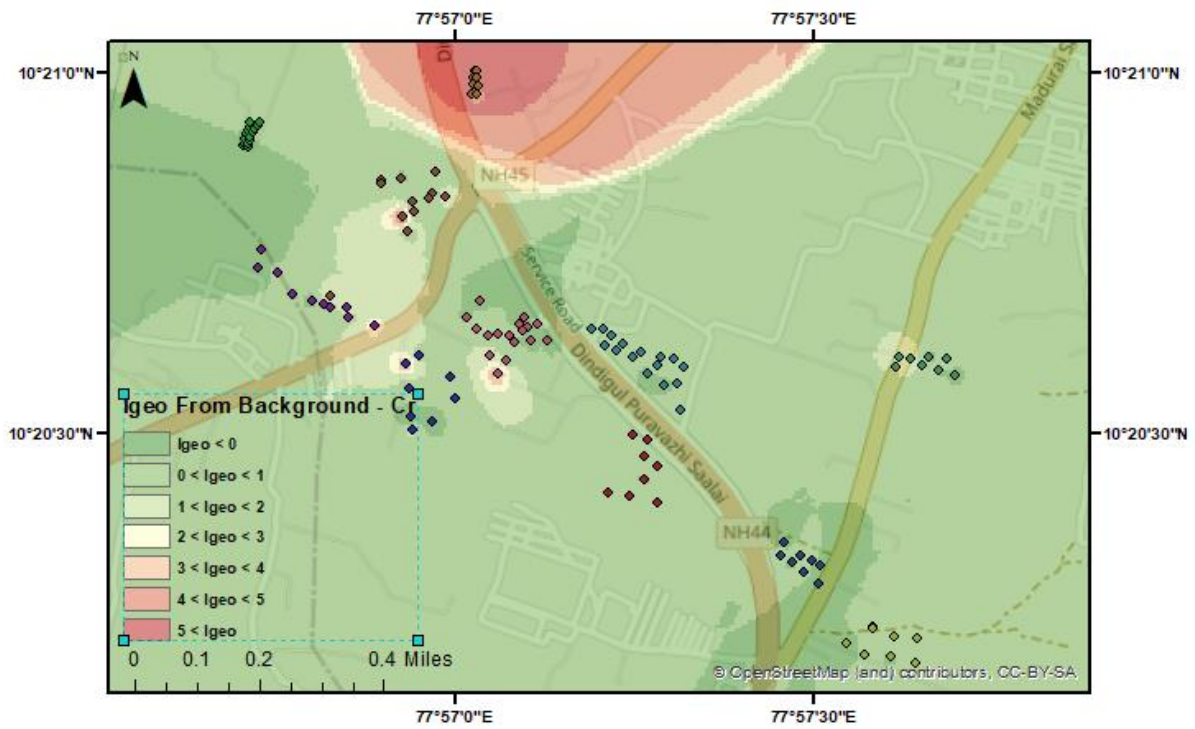 77°57'0"E
77°57'30"E
N
10°21'0"N
10°21'0"N
Madurai S
NH45
Service Road
Dindigul Puravazhi Saalai
10°20'30"N
10°20'30"N
Igeo From Background - Cr
Igeo < 0
0 < Igeo < 1
1 < Igeo < 2
2 < Igeo < 3
3 < Igeo < 4
4 < Igeo < 5
5 < Igeo
NH44
0 0.1 0.2 0.4 Miles
© OpenStreetMap (and) contributors, CC-BY-SA
77°57'0"E
77°57'30"E